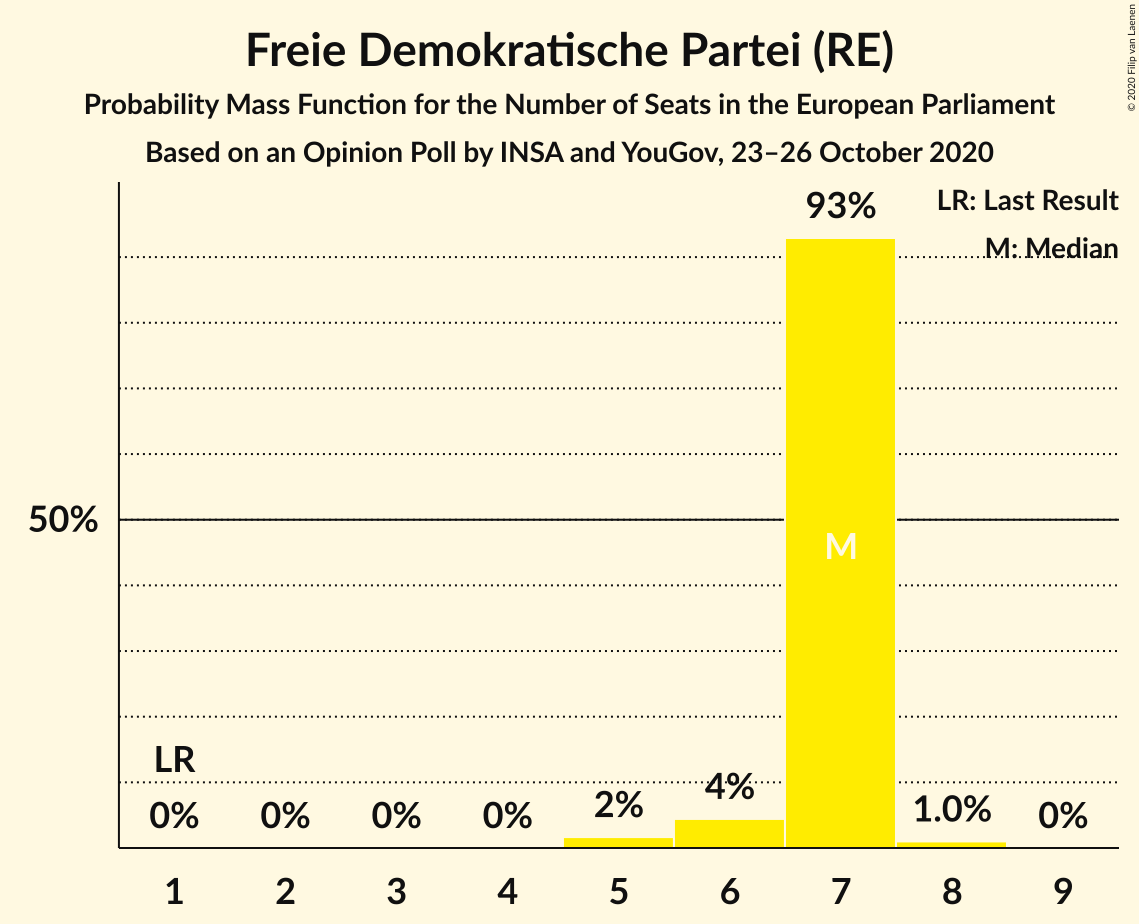 Freie Demokratische Partei (RE)
Probability Mass Function for the Number of Seats in the European Parliament
Based on an Opinion Poll by INSA and YouGov, 23–26 October 2020
© 2020 Filip van Laenen
LR: Last Result
M: Median
93%
50%
M
LR
0% 0% 0% 0% 2% 4% 1.0% 0%
1 2 3 4 5 6 7 8 9